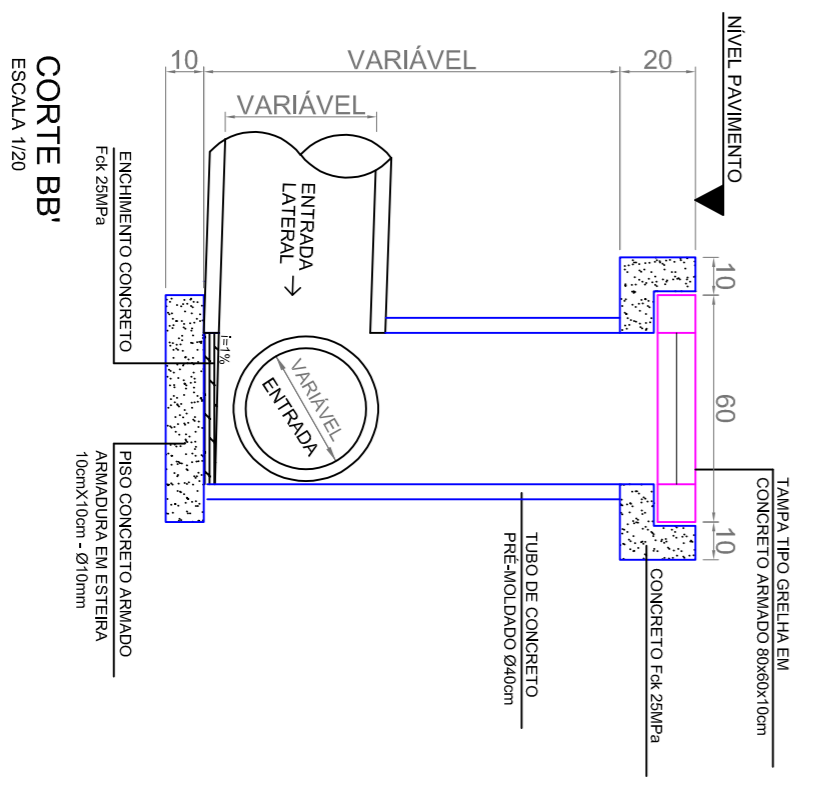 NÍVEL PAVIMENTO
20
VARIÁVEL
10
VARIÁVEL
10
60
10
ENTRADA
LATERAL
i=1%
VARIÁVEL
ENTRADA
TAMPA TIPO GRELHA EM
CONCRETO ARMADO 80x60x10cm
CONCRETO Fck 25MPa
TUBO DE CONCRETO
PRÉ-MOLDADO Ø40cm
ENCHIMENTO CONCRETO
Fck 25MPa
PISO CONCRETO ARMADO
ARMADURA EM ESTEIRA
10cmX10cm - Ø10mm
CORTE BB'
ESCALA 1/20